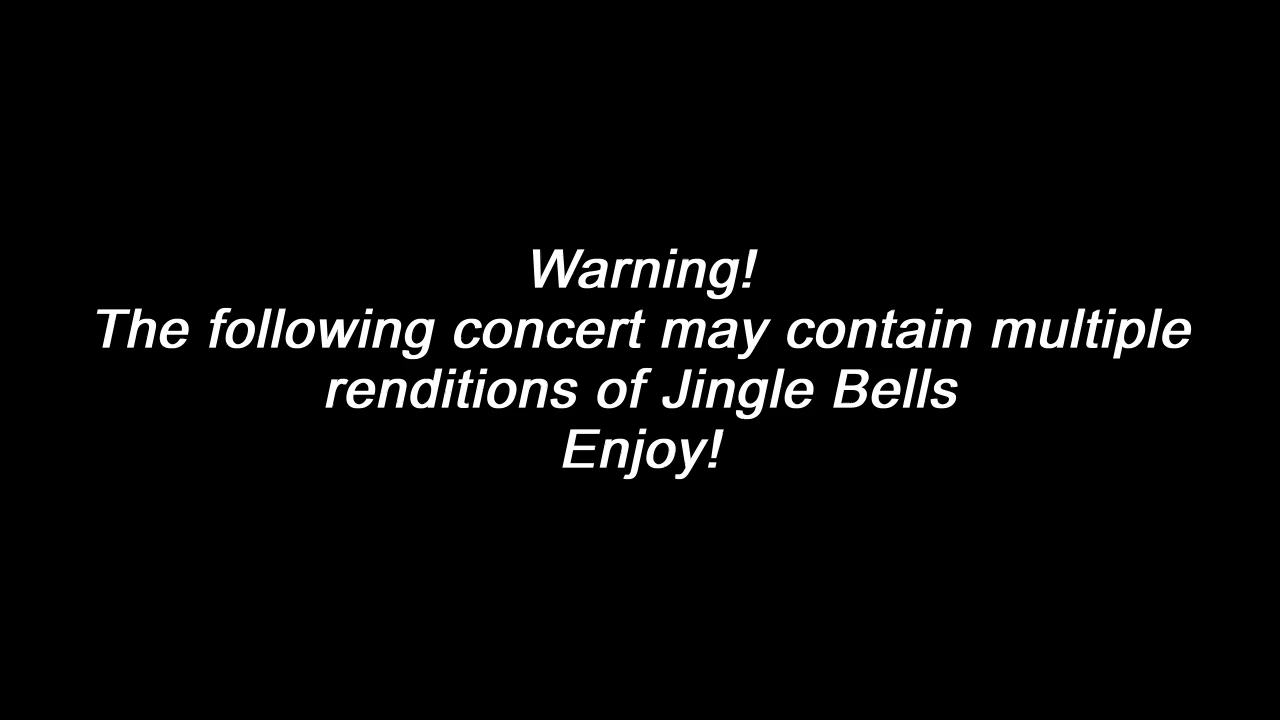 Warning!
The following concert may contain multiple
renditions of Jingle Bells
Enjoy!